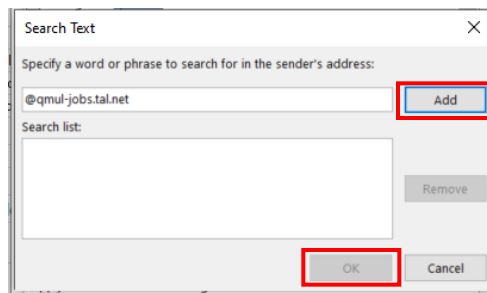 Search Text
Specify a word or phrase to search for in the sender's address:
@qmul-jobs.tal.net
Add
Search list:
Remove
OK
Cancel